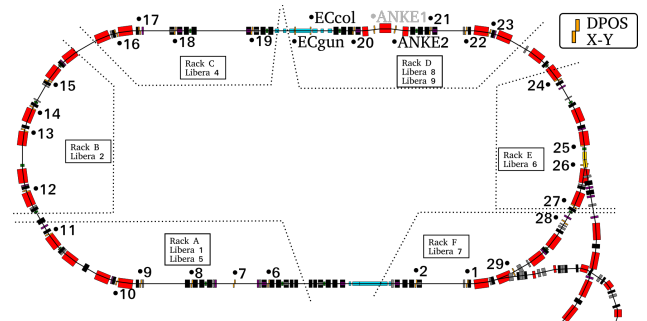 17
ECcol
ANKE1
21
23
DPOS
X-Y
16
18
19
ECgun
20
ANKE2
22
Rack C
Libera 4
Rack D
Libera 8
Libera 9
15
24
14
13
Rack B
Libera 2
25
Rack E
Libera 6
26
12
27
11
28
Rack A
Libera 1
Libera 5
Rack F
Libera 7
9
8
7
6
2
1
29
10